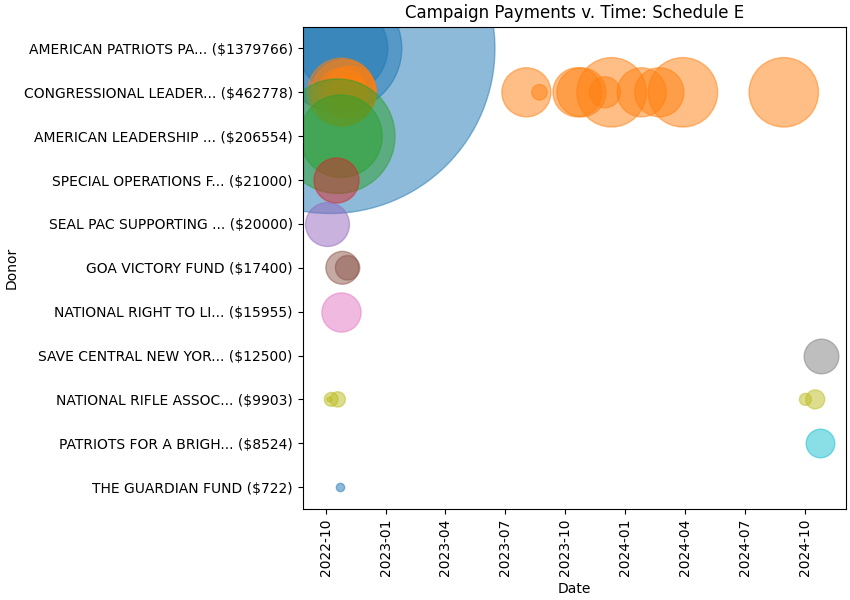 Campaign Payments v. Time: Schedule E
Donor
AMERICAN PATRIOTS PA... ($1379766)
CONGRESSIONAL LEADER... ($462778)
AMERICAN LEADERSHIP ... ($206554)
SPECIAL OPERATIONS F... ($21000)
SEAL PAC SUPPORTING ... ($20000)
GOA VICTORY FUND ($17400)
NATIONAL RIGHT TO LI... ($15955)
SAVE CENTRAL NEW YOR... ($12500)
NATIONAL RIFLE ASSOC... ($9903)
PATRIOTS FOR A BRIGH... ($8524)
THE GUARDIAN FUND ($722)
2022-10
2023-01
2023-04
2023-07
2023-10
2024-01
2024-04
2024-07
2024-10
Date